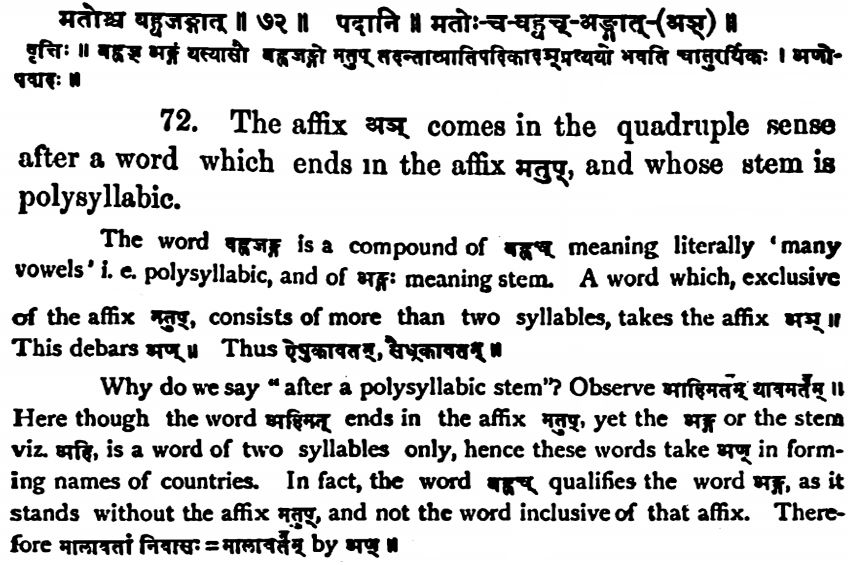 मतोश्च बह्वजङ्गात् ॥ ७२ ॥ पदानि ॥ मतोः-च-बह्वच्-अङ्गात्-(अञ्) ॥
वृत्तिः ॥ बह्वच् अङ्गं यस्यासौ बह्वजङ्गो मतुप् तदन्तात्प्रातिपदिकादञ्प्रत्ययो भवति चातुरर्थिकः । अणो-
पवादः ॥
72. The affix अञ् comes in the quadruple sense
after a word which ends in the affix मतुप्, and whose stem is
polysyllabic.
The word बह्वजङ्ग is a compound of बह्वच् meaning literally ‘many
vowels’ i. e. polysyllabic, and of अङ्गः meaning stem. A word which, exclusive
of the affix मतुप्, consists of more than two syllables, takes the affix अञ् ॥
This debars अण् ॥ Thus ऐषुकावतम्, सैध्रकावतम् ॥
Why do we say “after a polysyllabic stem”? Observe आहिमतम् यावमतम् ॥
Here though the word अहिमत् ends in the affix मतुप्, yet the अङ्ग or the stem
viz. अहि, is a word of two syllables only, hence these words take अण् in form-
ing names of countries. In fact, the word बह्वच् qualifies the word अङ्ग, as it
stands without the affix मतुप्, and not the word inclusive of that affix. There-
fore मालावतां निवासः = मालावतम् by अण् ॥